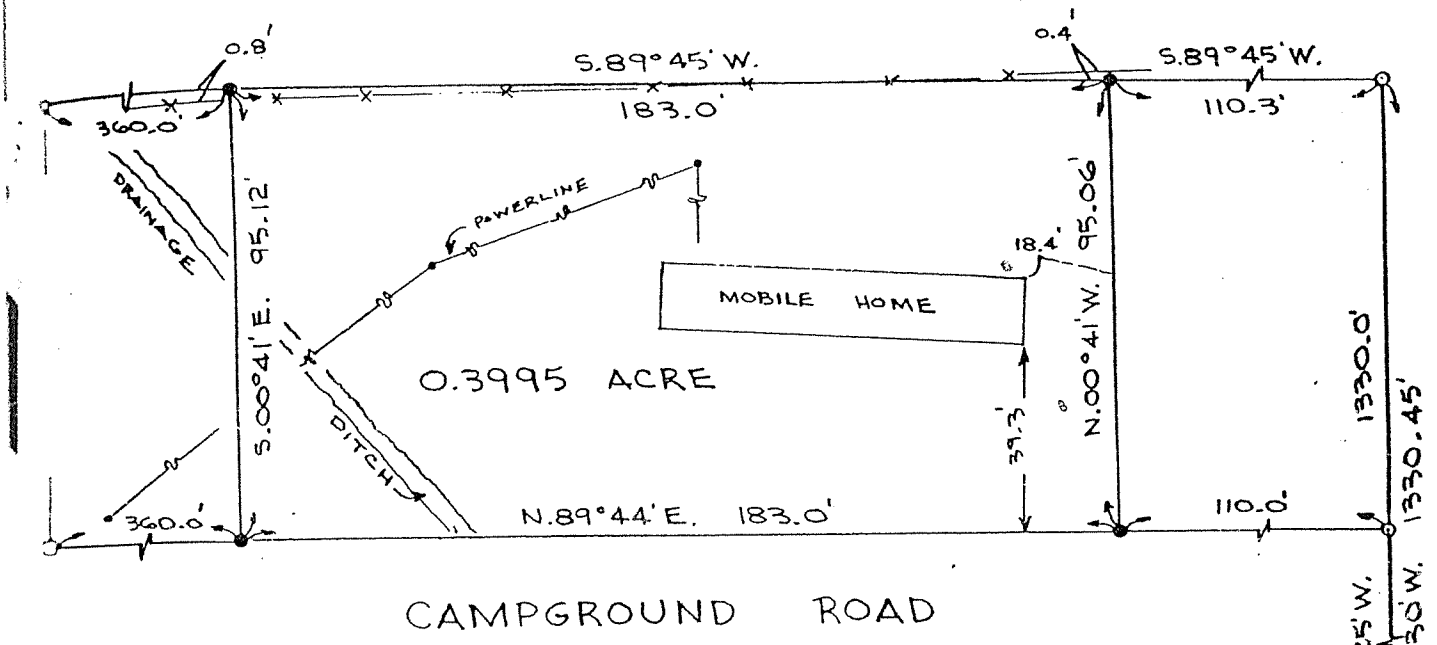 0.8'
0.4'
S.89°45' W.
S.89°45' W.
360.0'
183.0'
110.3'
DRAINAGE
S.00°41' E. 95.12'
POWERLINE
18.4'
N.00°41' W. 95.06'
MOBILE HOME
0.3995 ACRE
DITCH
39.3'
1330.0'
1330.45'
360.0'
N.89°44' E. 183.0'
110.0'
CAMPGROUND ROAD
25' W.
30' W.